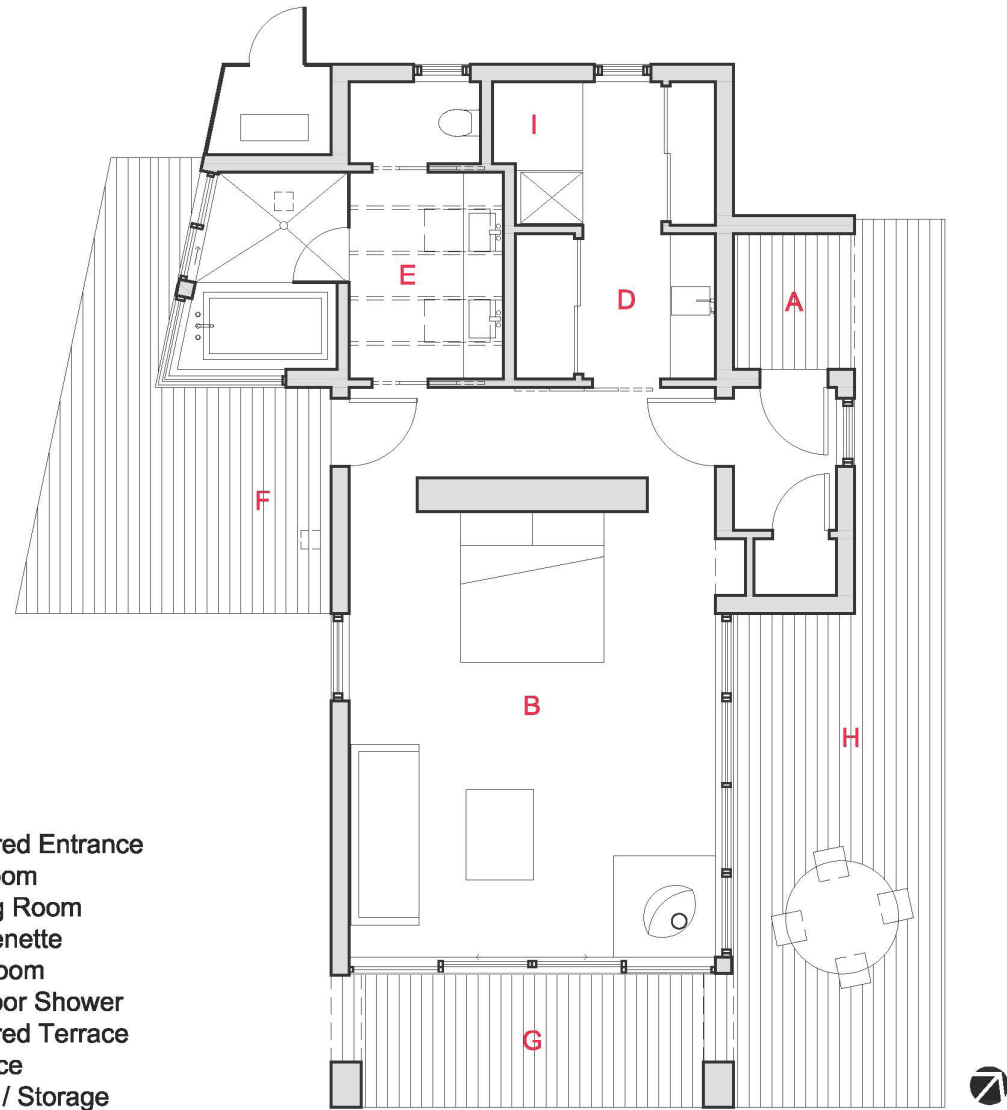 I
A
E
D
F
B
H
G
red Entrance
oom
g Room
enette
oom
oor Shower
red Terrace
ce
/ Storage